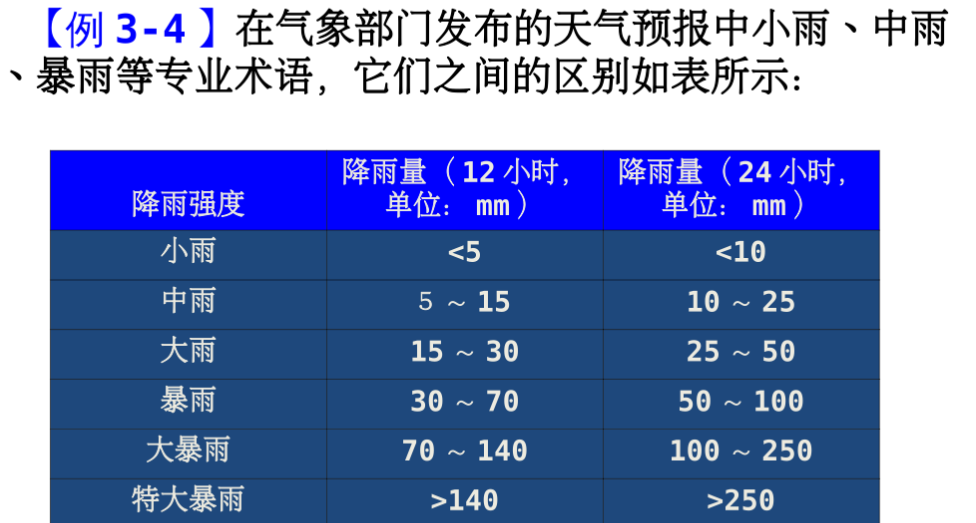 【例 3-4 】在气象部门发布的天气预报中小雨、中雨
、暴雨等专业术语，它们之间的区别如表所示：
降雨强度 降雨量（ 12 小时， 单位： mm ） 降雨量（ 24 小时， 单位： mm ）
小雨 <5 <10
中雨 5 ～ 15 10 ～ 25
大雨 15 ～ 30 25 ～ 50
暴雨 30 ～ 70 50 ～ 100
大暴雨 70 ～ 140 100 ～ 250
特大暴雨 >140 >250